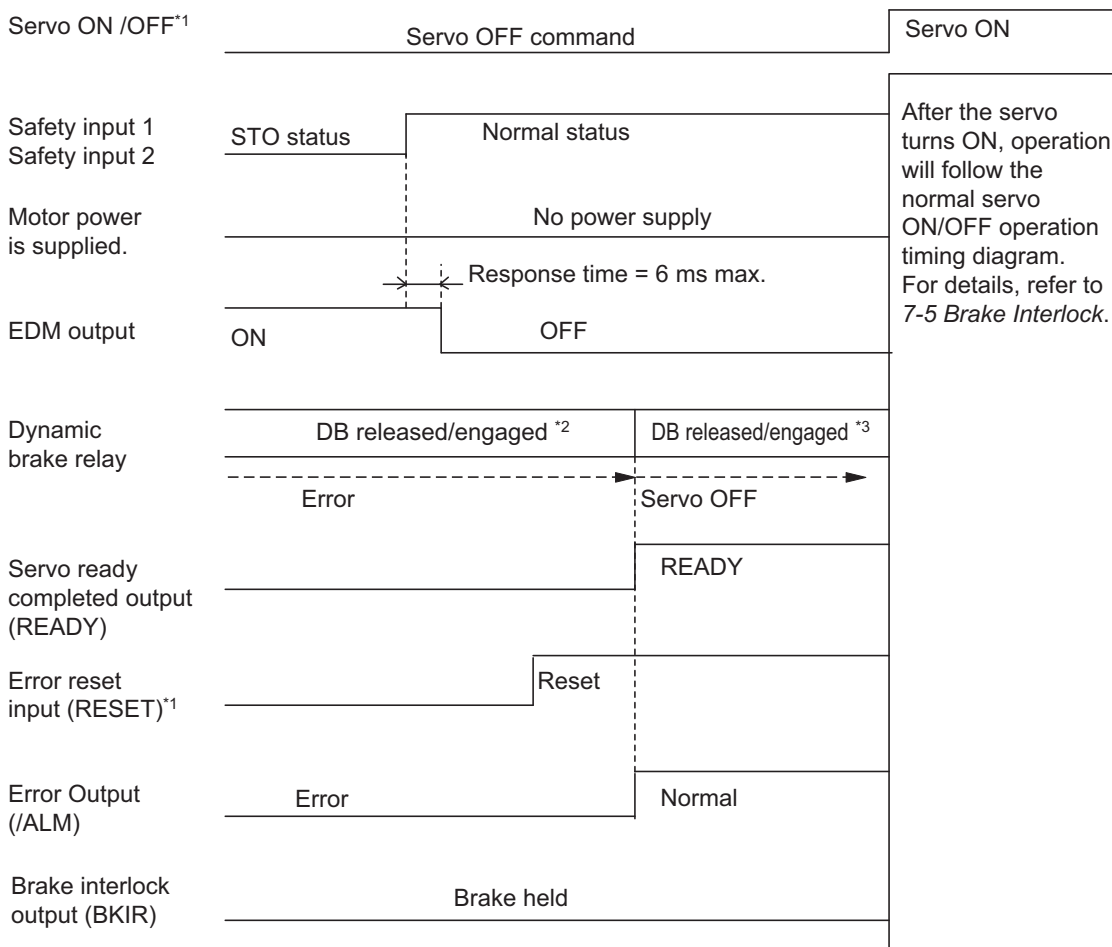 Servo ON /OFF*1
Servo OFF command
Servo ON
Safety input 1
Safety input 2
STO status
Normal status
After the servo
turns ON, operation
will follow the
normal servo
ON/OFF operation
timing diagram.
For details, refer to
7-5 Brake Interlock.
Motor power
is supplied.
No power supply
Response time = 6 ms max.
EDM output
ON
OFF
Dynamic
brake relay
DB released/engaged *2
DB released/engaged *3
Error
Servo OFF
Servo ready
completed output
(READY)
READY
Error reset
input (RESET)*1
Reset
Error Output
(/ALM)
Error
Normal
Brake interlock
output (BKIR)
Brake held